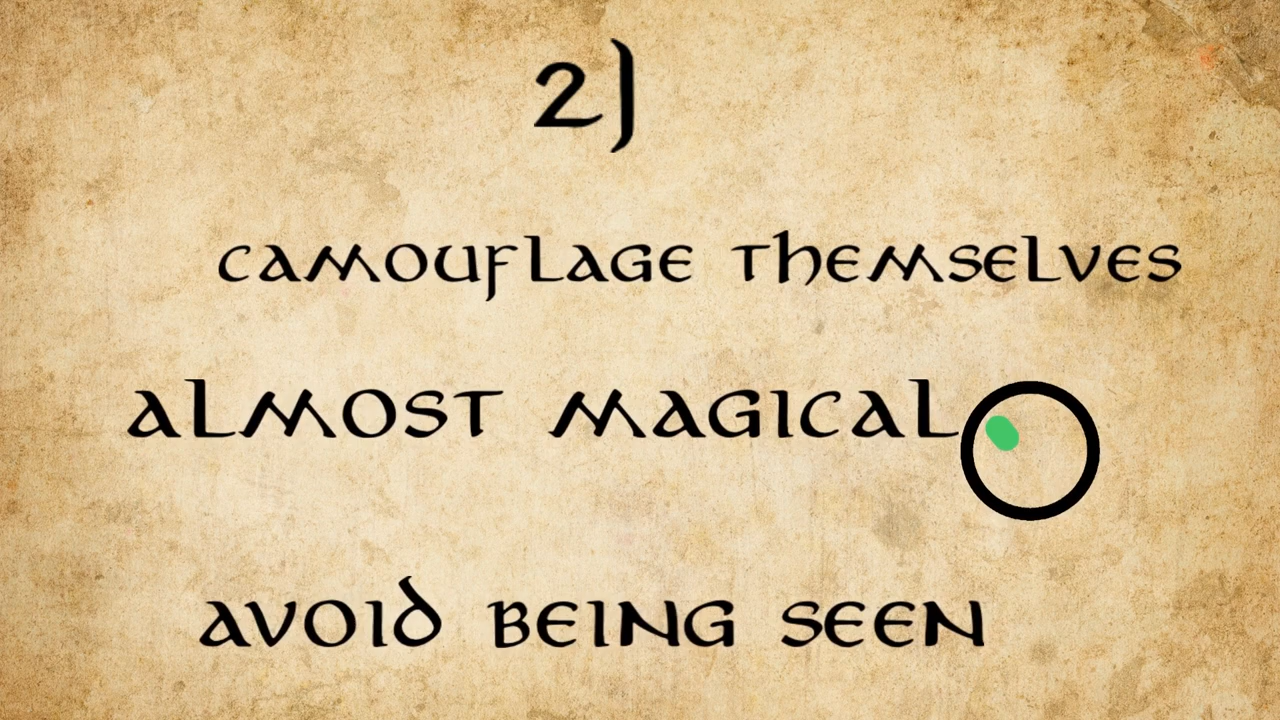 2)
camouflage themselves
almost magical
avoid being seen